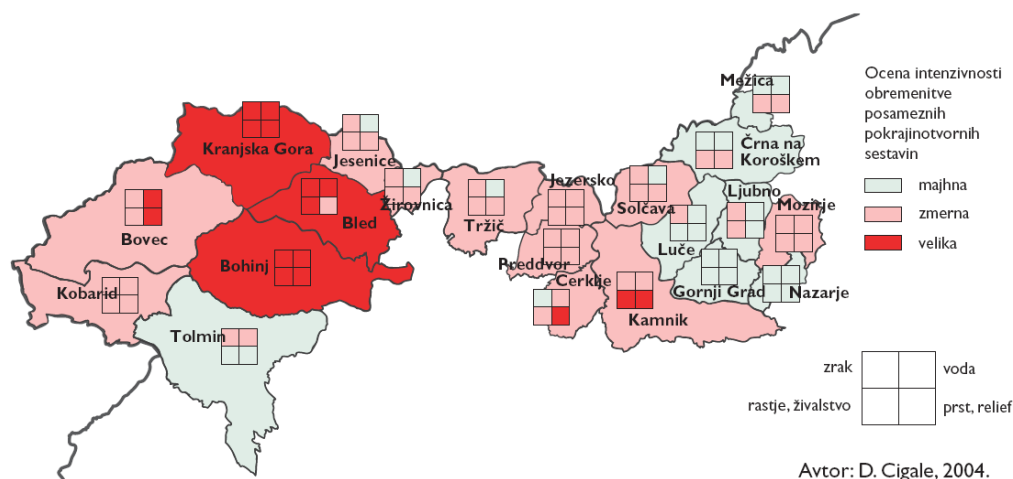 Mežica
Ocena intenzivnosti
obremenitve
posameznih
pokrajinotvornih
sestavin
majhna
zmerna
velika
Kranjska Gora
Jesenice
Črna na
Koroškem
Jezersko
Ljubno
Žirovnica
Solčava
Mozirje
Bled
Tržič
Bovec
Luče
Preddvor
Bohinj
Cerklje
Kobarid
Gornji Grad
Nazarje
Kamnik
Tolmin
zrak
voda
rastje, živalstvo
prst, relief
Avtor: D. Cigale, 2004.